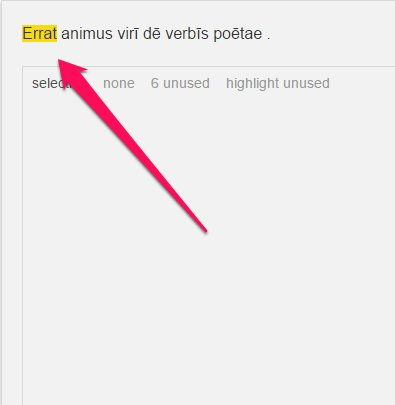 Errat animus virī dē verbīs poētae .
none 6 unused highlight unused